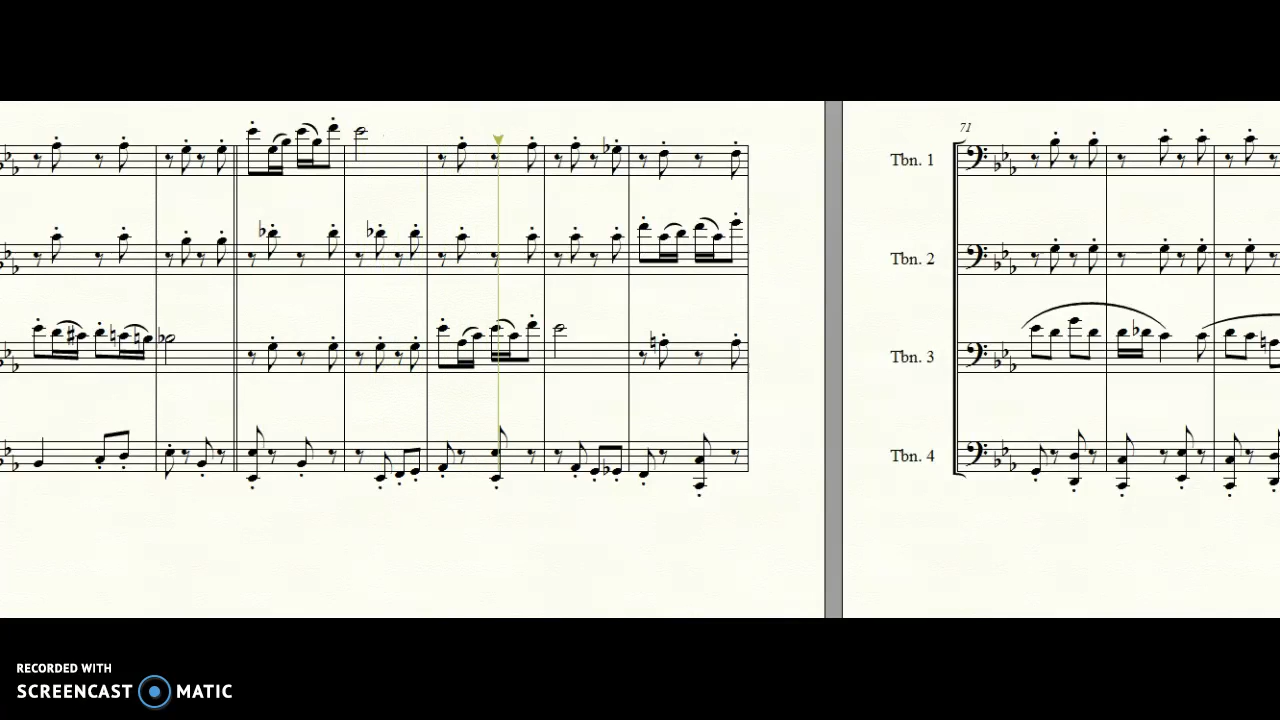 71
Tbn. 1
Tbn. 2
Tbn. 3
Tbn. 4
RECORDED WITH
SCREENCAST MATIC